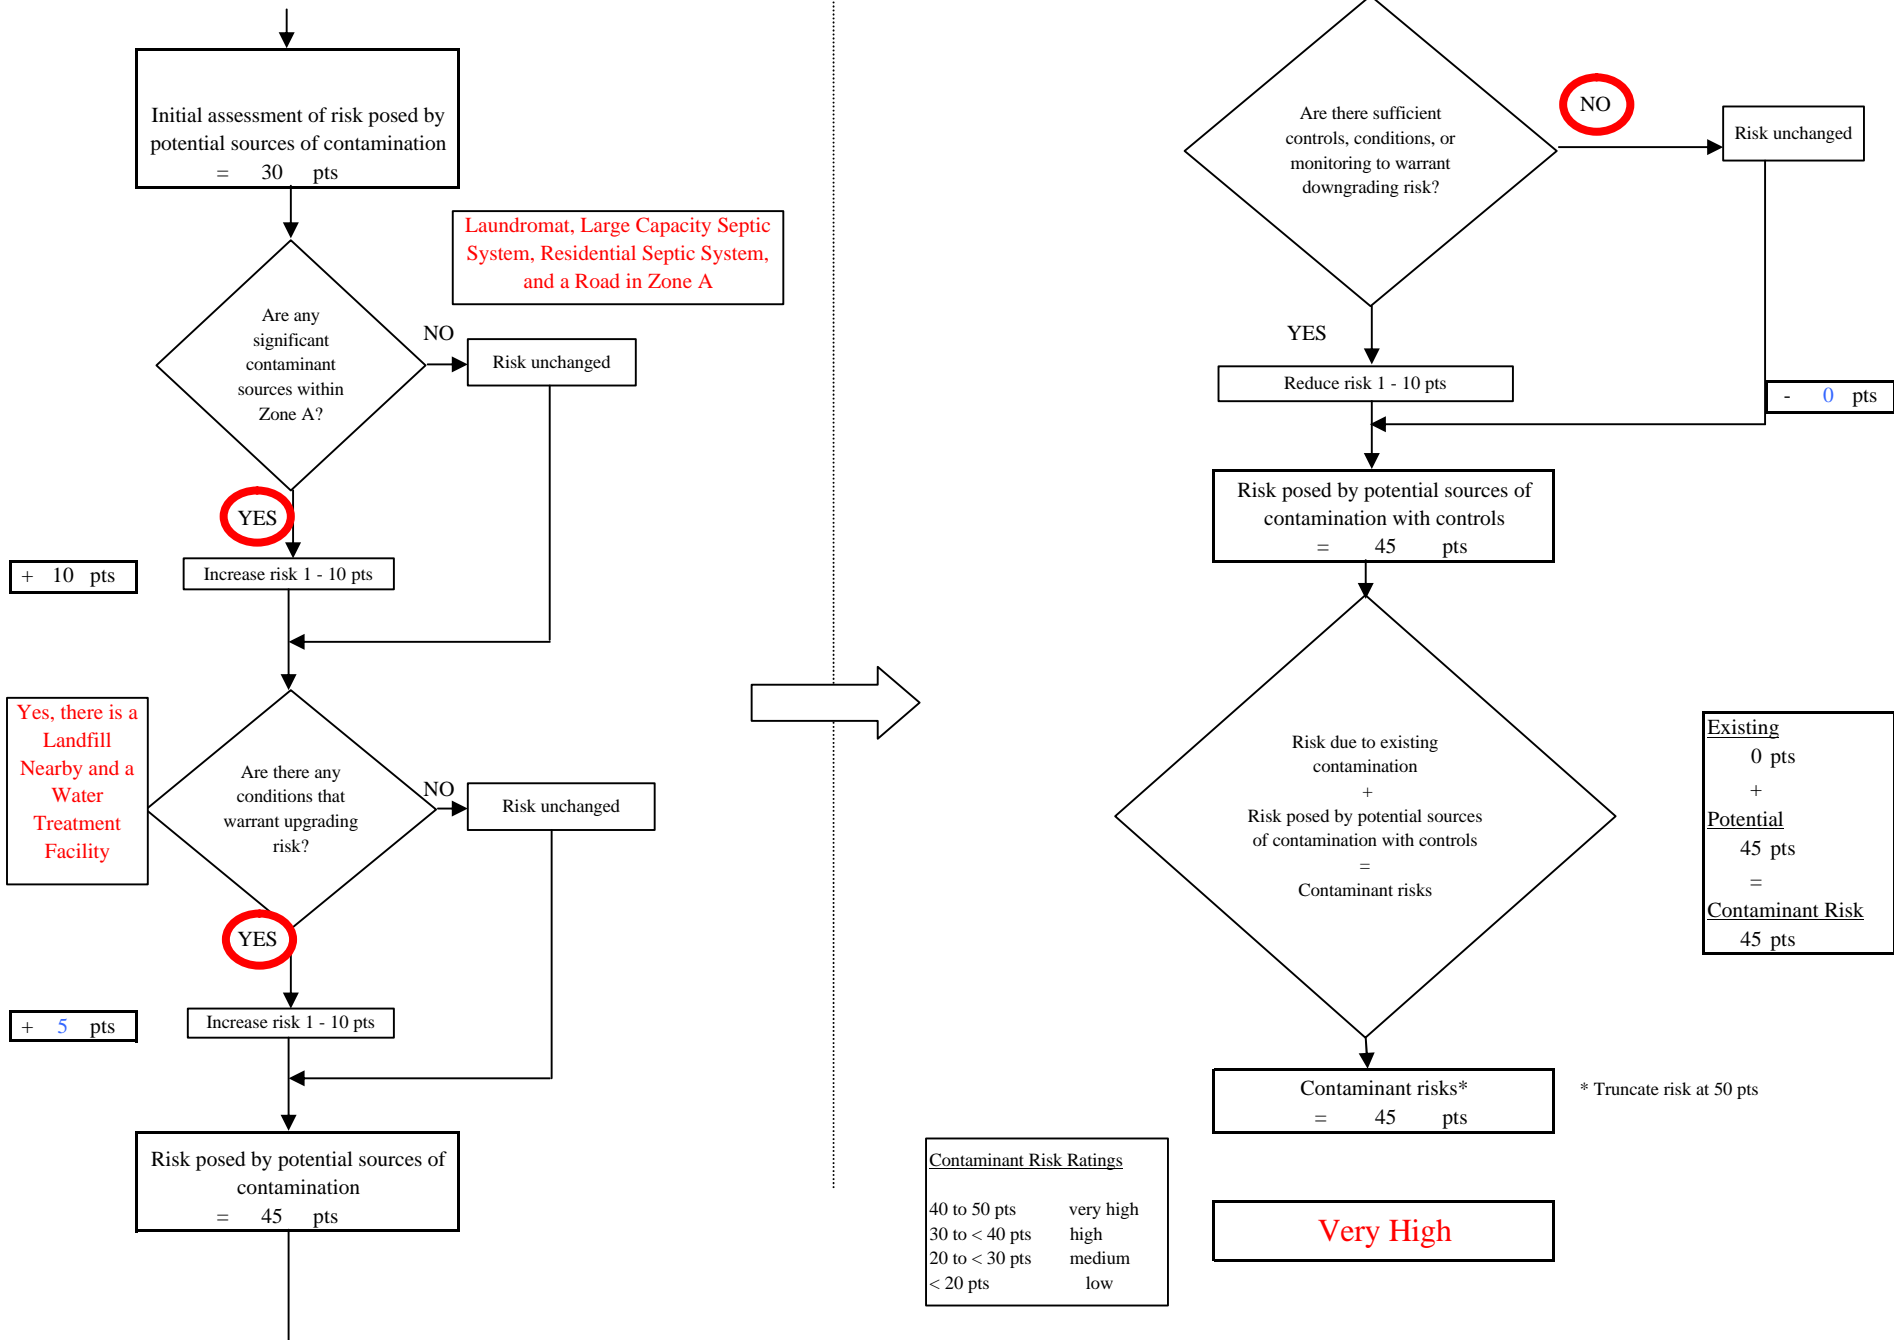 Initial assessment of risk posed by
potential sources of contamination
= 30 pts
Laundromat, Large Capacity Septic
System, Residential Septic System,
and a Road in Zone A
Are any
significant
contaminant
sources within
Zone A?
NO
Risk unchanged
YES
+ 10 pts
Increase risk 1 - 10 pts
Yes, there is a
Landfill
Nearby and a
Water
Treatment
Facility
Are there any
conditions that
warrant upgrading
risk?
NO
Risk unchanged
YES
+ 5 pts
Increase risk 1 - 10 pts
Risk posed by potential sources of
contamination
= 45 pts
Are there sufficient
controls, conditions, or
monitoring to warrant
downgrading risk?
NO
Risk unchanged
YES
Reduce risk 1 - 10 pts
- 0 pts
Risk posed by potential sources of
contamination with controls
= 45 pts
Risk due to existing
contamination
+
Risk posed by potential sources
of contamination with controls
=
Contaminant risks
Existing
0 pts
+
Potential
45 pts
=
Contaminant Risk
45 pts
Contaminant risks*
= 45 pts
* Truncate risk at 50 pts
Contaminant Risk Ratings
40 to 50 pts very high
30 to < 40 pts high
20 to < 30 pts medium
< 20 pts low
Very High